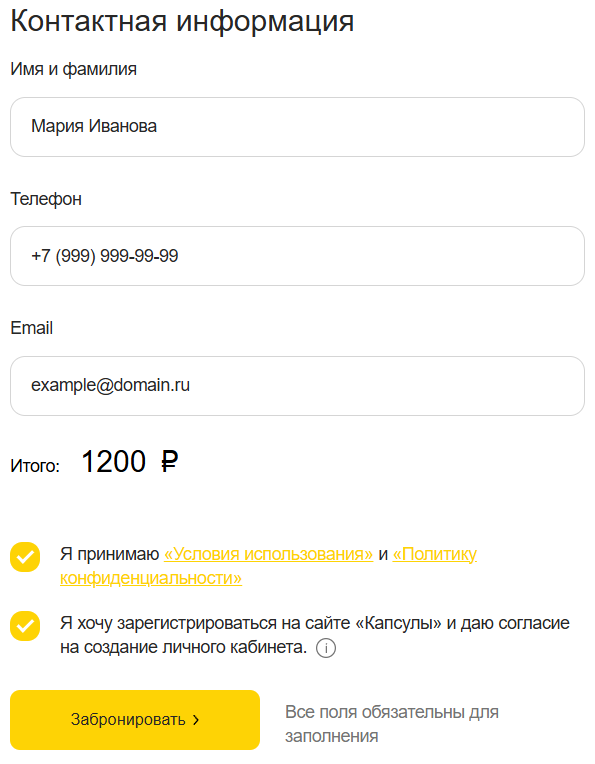 Контактная информация
Имя и фамилия
Мария Иванова
Телефон
+7 (999) 999-99-99
Email
example@domain.ru
Итого: 1200 ₽
Я принимаю «Условия использования» и «Политику
конфиденциальности»
Я хочу зарегистрироваться на сайте «Капсулы» и даю согласие
на создание личного кабинета. i
Забронировать ›
Все поля обязательны для
заполнения